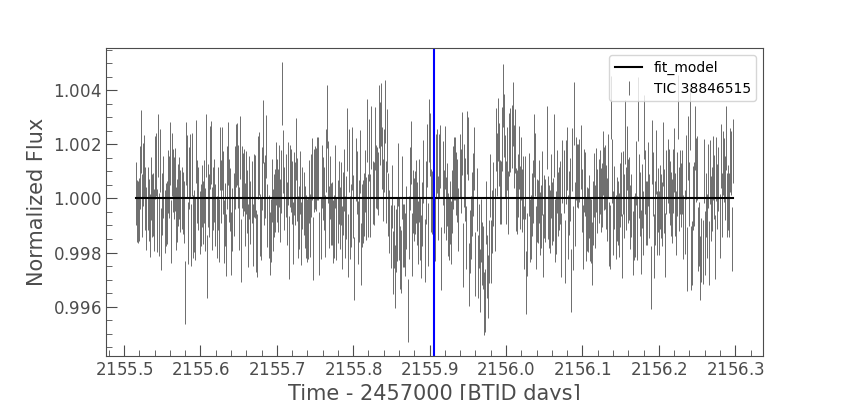 fit_model
TIC 38846515
1.004
1.002
1.000
0.998
0.996
Normalized Flux
2155.5 2155.6 2155.7 2155.8 2155.9 2156.0 2156.1 2156.2 2156.3
Time - 2457000 [BTJD days]